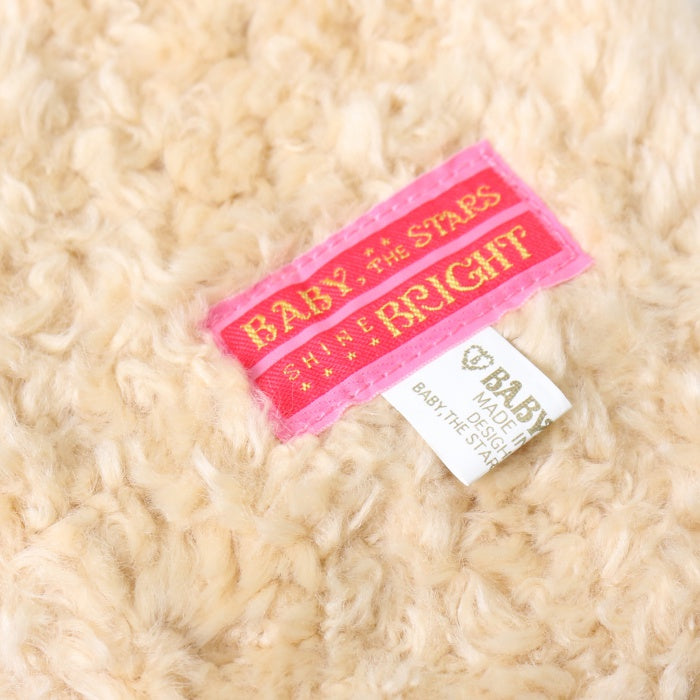 BABY, THE STARS
SHINE BRIGHT
BABY
MADE IN
DESIGN
BABY, THE STAR